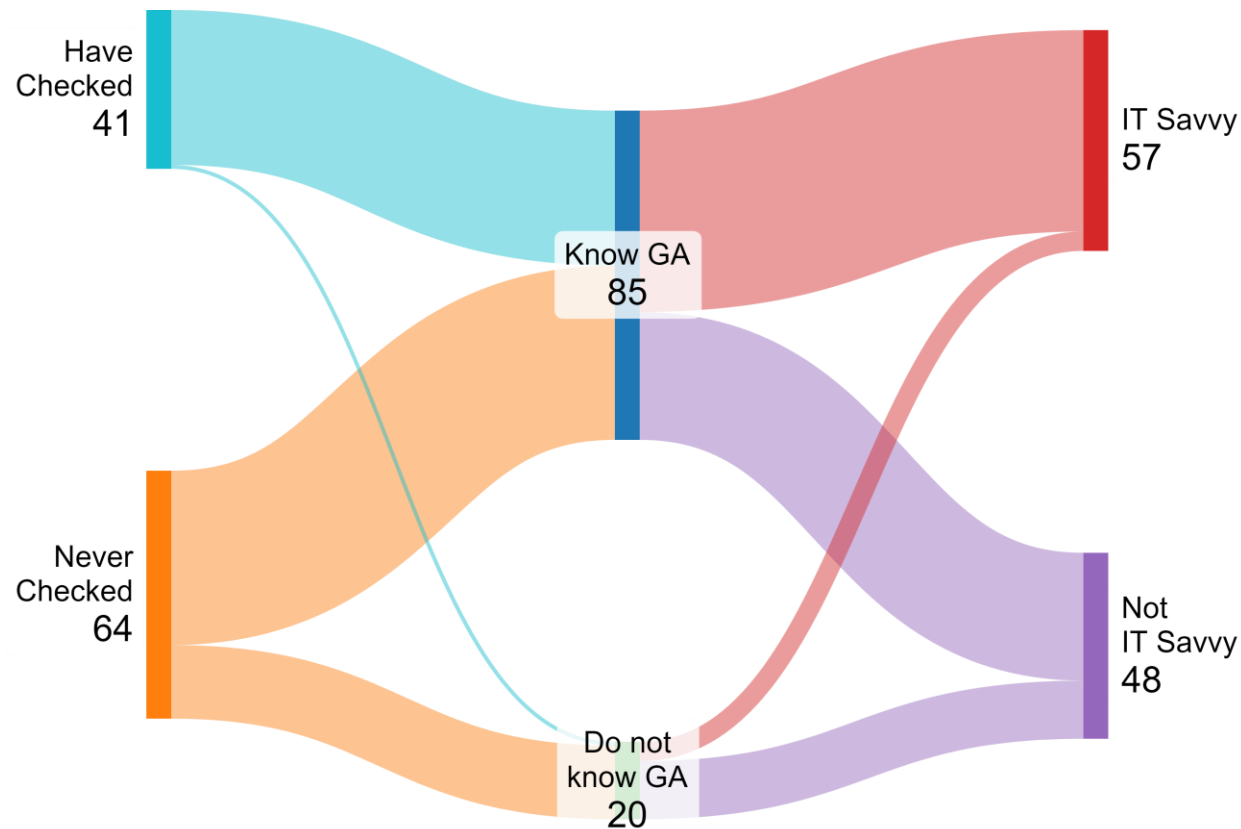 Have
Checked
41
Never
Checked
64
Know GA
85
Do not
know GA
20
IT Savvy
57
Not
IT Savvy
48